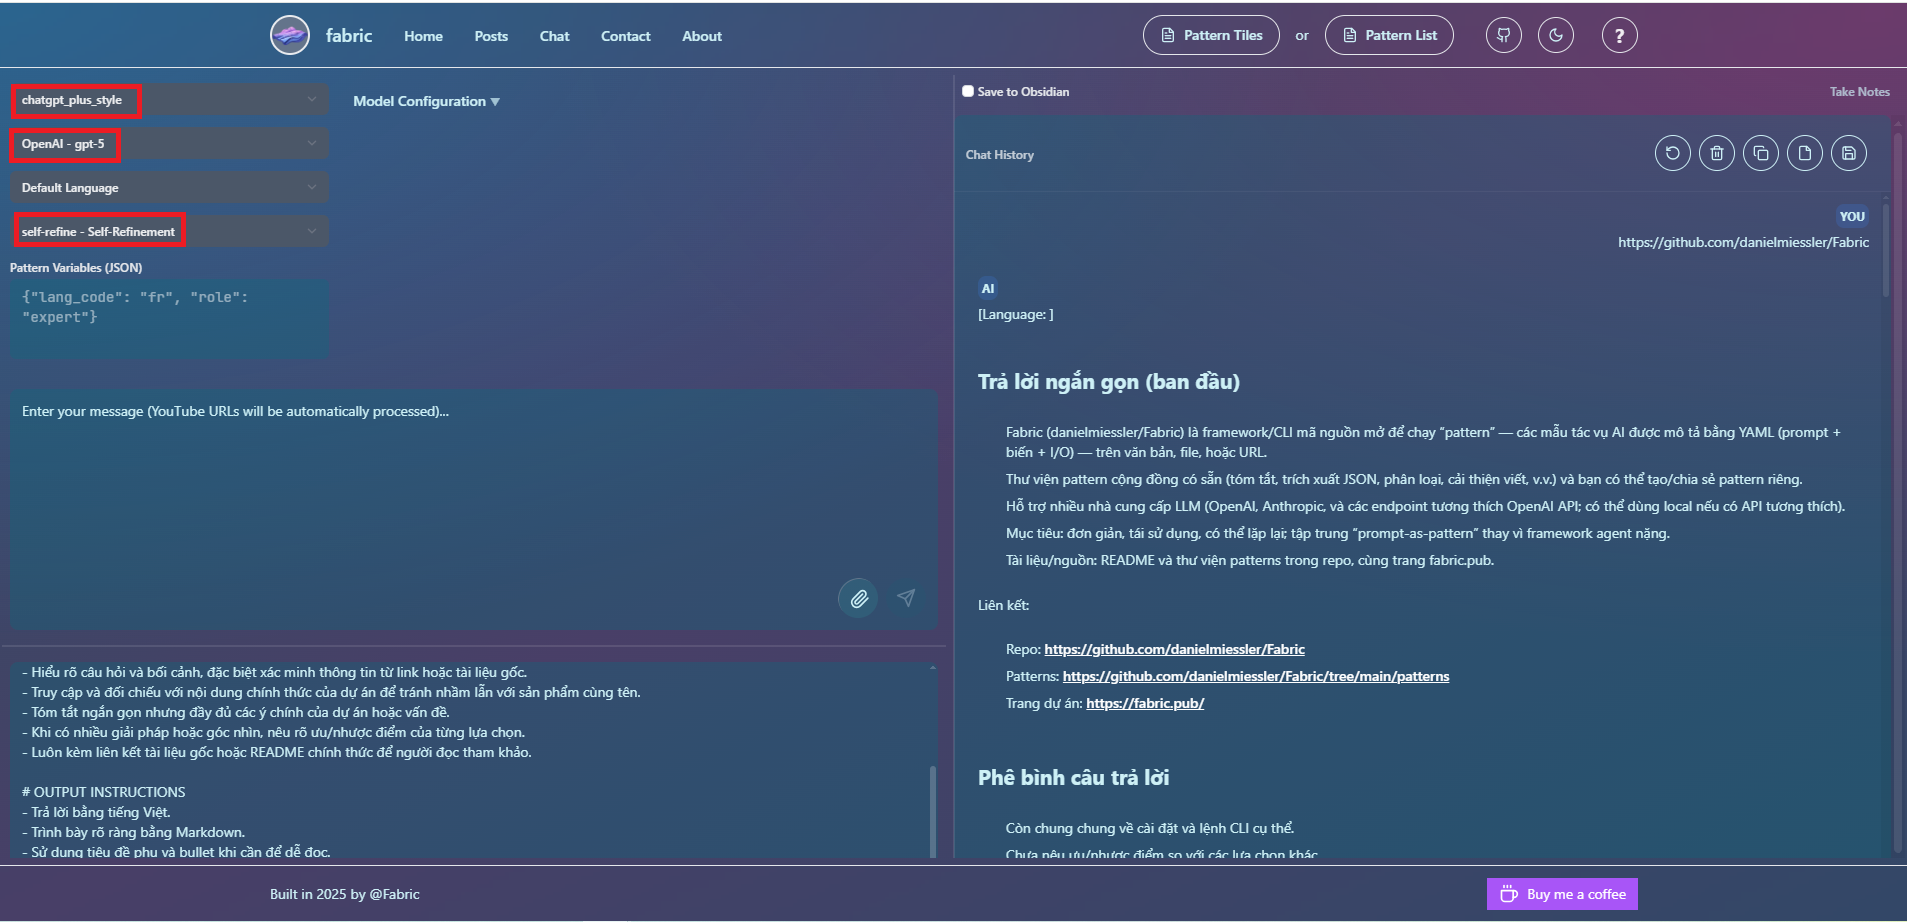 fabric
Home
Posts
Chat
Contact
About
Pattern Tiles
or
Pattern List
?
chatgpt_plus_style
Model Configuration ▼
OpenAI - gpt-5
Default Language
self-refine - Self-Refinement
Pattern Variables (JSON)
{"lang_code": "fr", "role":
"expert"}
Enter your message (YouTube URLs will be automatically processed)...
- Hiểu rõ câu hỏi và bối cảnh, đặc biệt xác minh thông tin từ link hoặc tài liệu gốc.
- Truy cập và đối chiếu với nội dung chính thức của dự án để tránh nhầm lẫn với sản phẩm cùng tên.
- Tóm tắt ngắn gọn nhưng đầy đủ các ý chính của dự án hoặc vấn đề.
- Khi có nhiều giải pháp hoặc góc nhìn, nêu rõ ưu/nhược điểm của từng lựa chọn.
- Luôn kèm liên kết tài liệu gốc hoặc README chính thức để người đọc tham khảo.
# OUTPUT INSTRUCTIONS
- Trả lời bằng tiếng Việt.
- Trình bày rõ ràng bằng Markdown.
- Sử dụng tiêu đề phụ và bullet khi cần để dễ đọc.
Save to Obsidian
Take Notes
Chat History
YOU
https://github.com/danielmiessler/Fabric
AI
[Language: ]
Trả lời ngắn gọn (ban đầu)
Fabric (danielmiessler/Fabric) là framework/CLI mã nguồn mở để chạy “pattern” — các mẫu tác vụ AI được mô tả bằng YAML (prompt +
biến + I/O) — trên văn bản, file, hoặc URL.
Thư viện pattern cộng đồng có sẵn (tóm tắt, trích xuất JSON, phân loại, cải thiện viết, v.v.) và bạn có thể tạo/chia sẻ pattern riêng.
Hỗ trợ nhiều nhà cung cấp LLM (OpenAI, Anthropic, và các endpoint tương thích OpenAI API; có thể dùng local nếu có API tương thích).
Mục tiêu: đơn giản, tái sử dụng, có thể lặp lại; tập trung “prompt-as-pattern” thay vì framework agent nặng.
Tài liệu/nguồn: README và thư viện patterns trong repo, cùng trang fabric.pub.
Liên kết:
Repo: https://github.com/danielmiessler/Fabric
Patterns: https://github.com/danielmiessler/Fabric/tree/main/patterns
Trang dự án: https://fabric.pub/
Phê bình câu trả lời
Còn chung chung về cài đặt và lệnh CLI cụ thể.
Chưa nêu ưu/nhược điểm so với các lựa chọn khác
Built in 2025 by @Fabric
Buy me a coffee